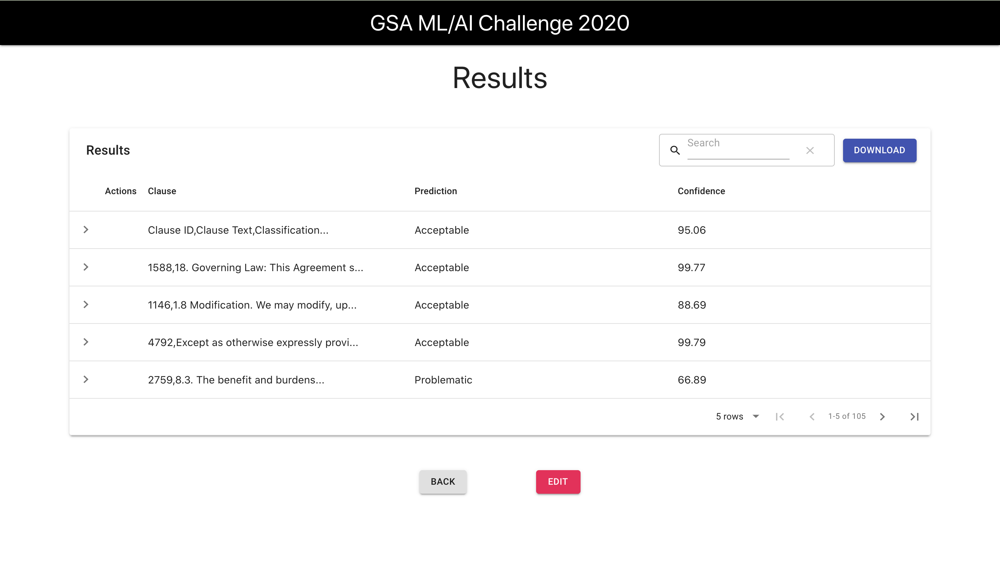 GSA ML/AI Challenge 2020
Results
Results
Search
DOWNLOAD
Actions Clause Prediction Confidence
Clause ID,Clause Text,Classification... Acceptable 95.06
1588,18. Governing Law: This Agreement s... Acceptable 99.77
1146,1.8 Modification. We may modify, up... Acceptable 88.69
4792,Except as otherwise expressly provi... Acceptable 99.79
2759,8.3. The benefit and burdens... Problematic 66.89
5 rows 1-5 of 105
BACK EDIT